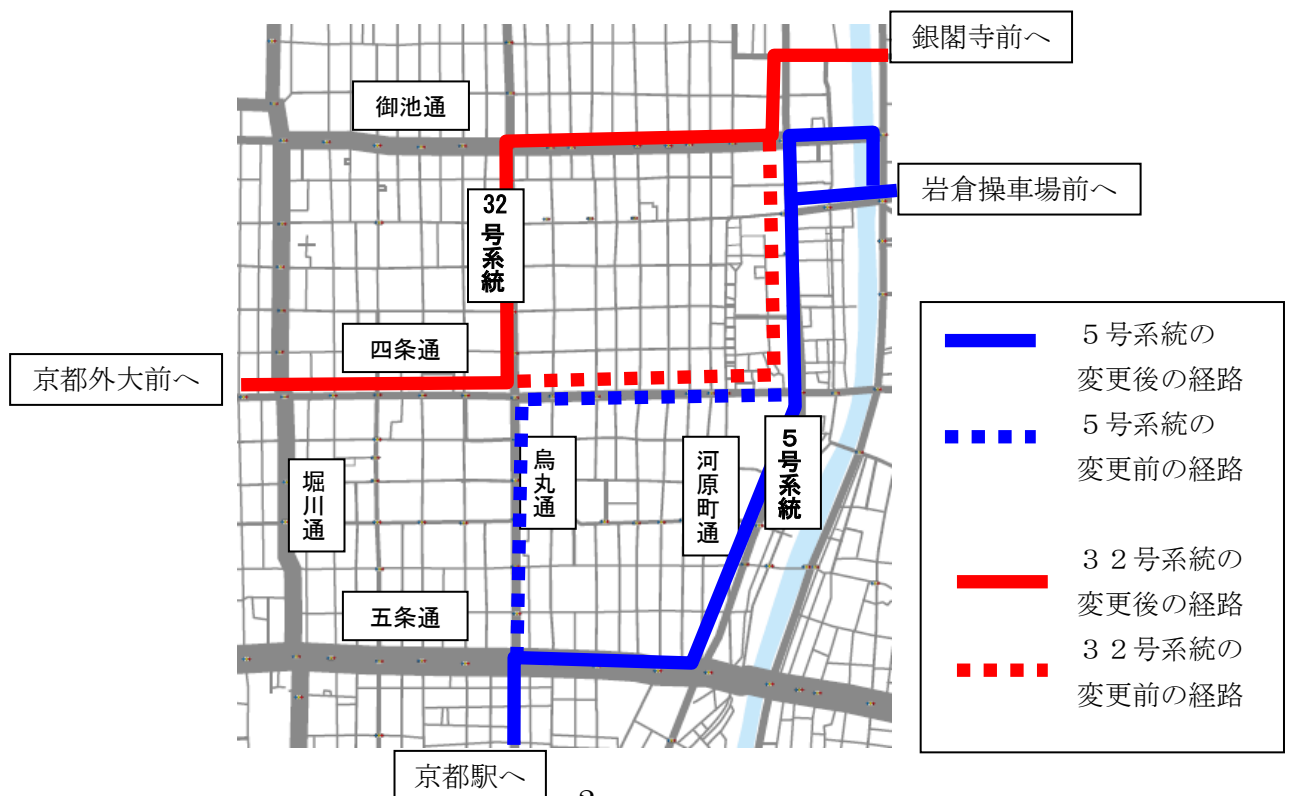 銀閣寺前へ
御池通
岩倉操車場前へ
32号系統
四条通
京都外大前へ
5号系統の
変更後の経路
5号系統の
変更前の経路
32号系統の
変更後の経路
32号系統の
変更前の経路
堀川通
烏丸通
河原町通
5号系統
五条通
京都駅へ